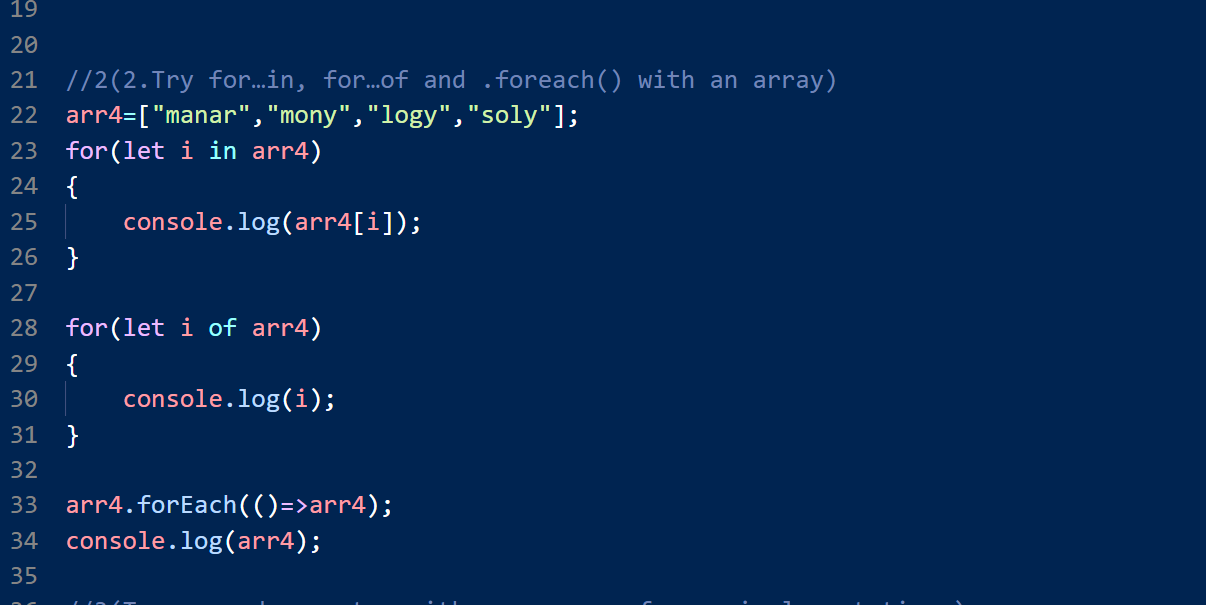 19
20
21 //2(2.Try for…in, for…of and .foreach() with an array)
22 arr4=["manar","mony","logy","soly"];
23 for(let i in arr4)
24 {
25     console.log(arr4[i]);
26 }
27
28 for(let i of arr4)
29 {
30     console.log(i);
31 }
32
33 arr4.forEach(()=>arr4);
34 console.log(arr4);
35